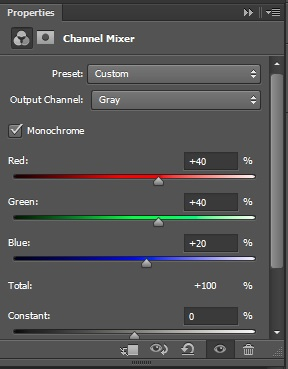 Properties
Channel Mixer
Preset: Custom
Output Channel: Gray
Monochrome
Red: +40 %
Green: +40 %
Blue: +20 %
Total: +100 %
Constant: 0 %